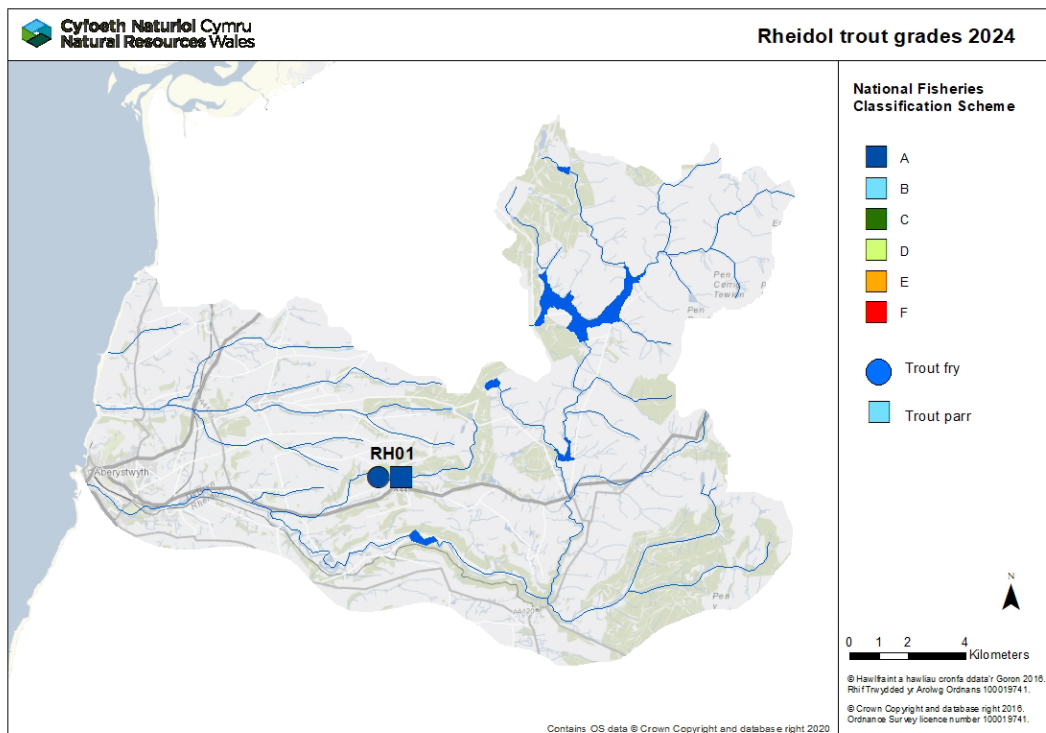 Cyfoeth Naturiol Cymru
Natural Resources Wales
Rheidol trout grades 2024
National Fisheries
Classification Scheme
A
B
C
D
E
F
Trout fry
Trout parr
RH01
Aberystwyth
Pen
Pen
N
0 1 2 4
Kilometers
© Hawlfraint a hawliau cronfa ddata'r Goron 2016.
Rhif Trwydded yr Arolwg Ordnans 100019741.
© Crown Copyright and database right 2016.
Ordnance Survey licence number 100019741.
Contains OS data © Crown Copyright and database right 2020